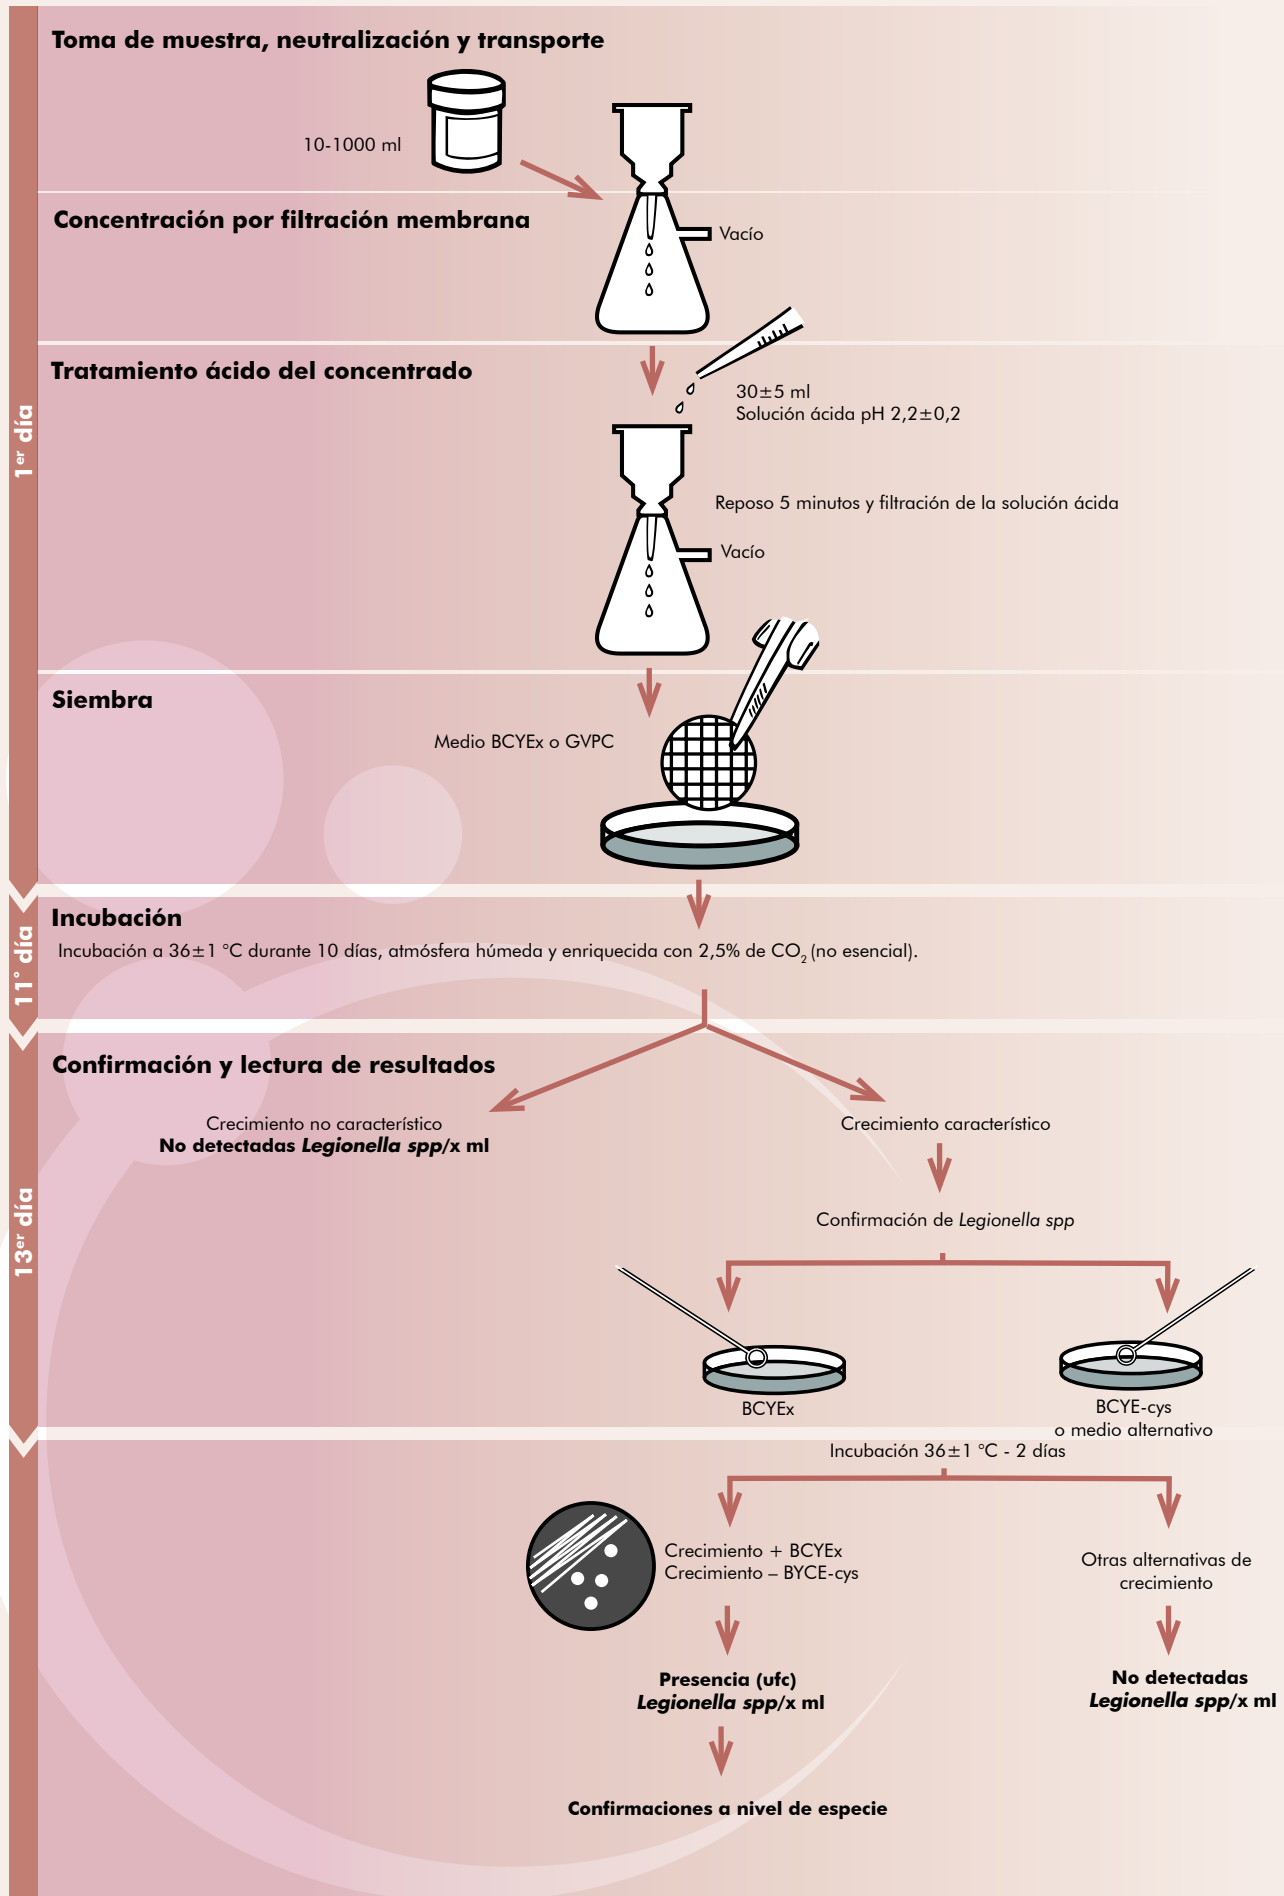 Toma de muestra, neutralización y transporte
10-1000 ml
Concentración por filtración membrana
Vacío
Tratamiento ácido del concentrado
30±5 ml
Solución ácida pH 2,2±0,2
1er día
Reposo 5 minutos y filtración de la solución ácida
Vacío
Siembra
Medio BCYEx o GVPC
Incubación
11° día
Incubación a 36±1 °C durante 10 días, atmósfera húmeda y enriquecida con 2,5% de CO2 (no esencial).
Confirmación y lectura de resultados
Crecimiento no característico
No detectadas Legionella spp/x ml
Crecimiento característico
13er día
Confirmación de Legionella spp
BCYEx
BCYE-cys
o medio alternativo
Incubación 36±1 °C - 2 días
Crecimiento + BCYEx
Crecimiento – BYCE-cys
Otras alternativas de
crecimiento
Presencia (ufc)
Legionella spp/x ml
No detectadas
Legionella spp/x ml
Confirmaciones a nivel de especie